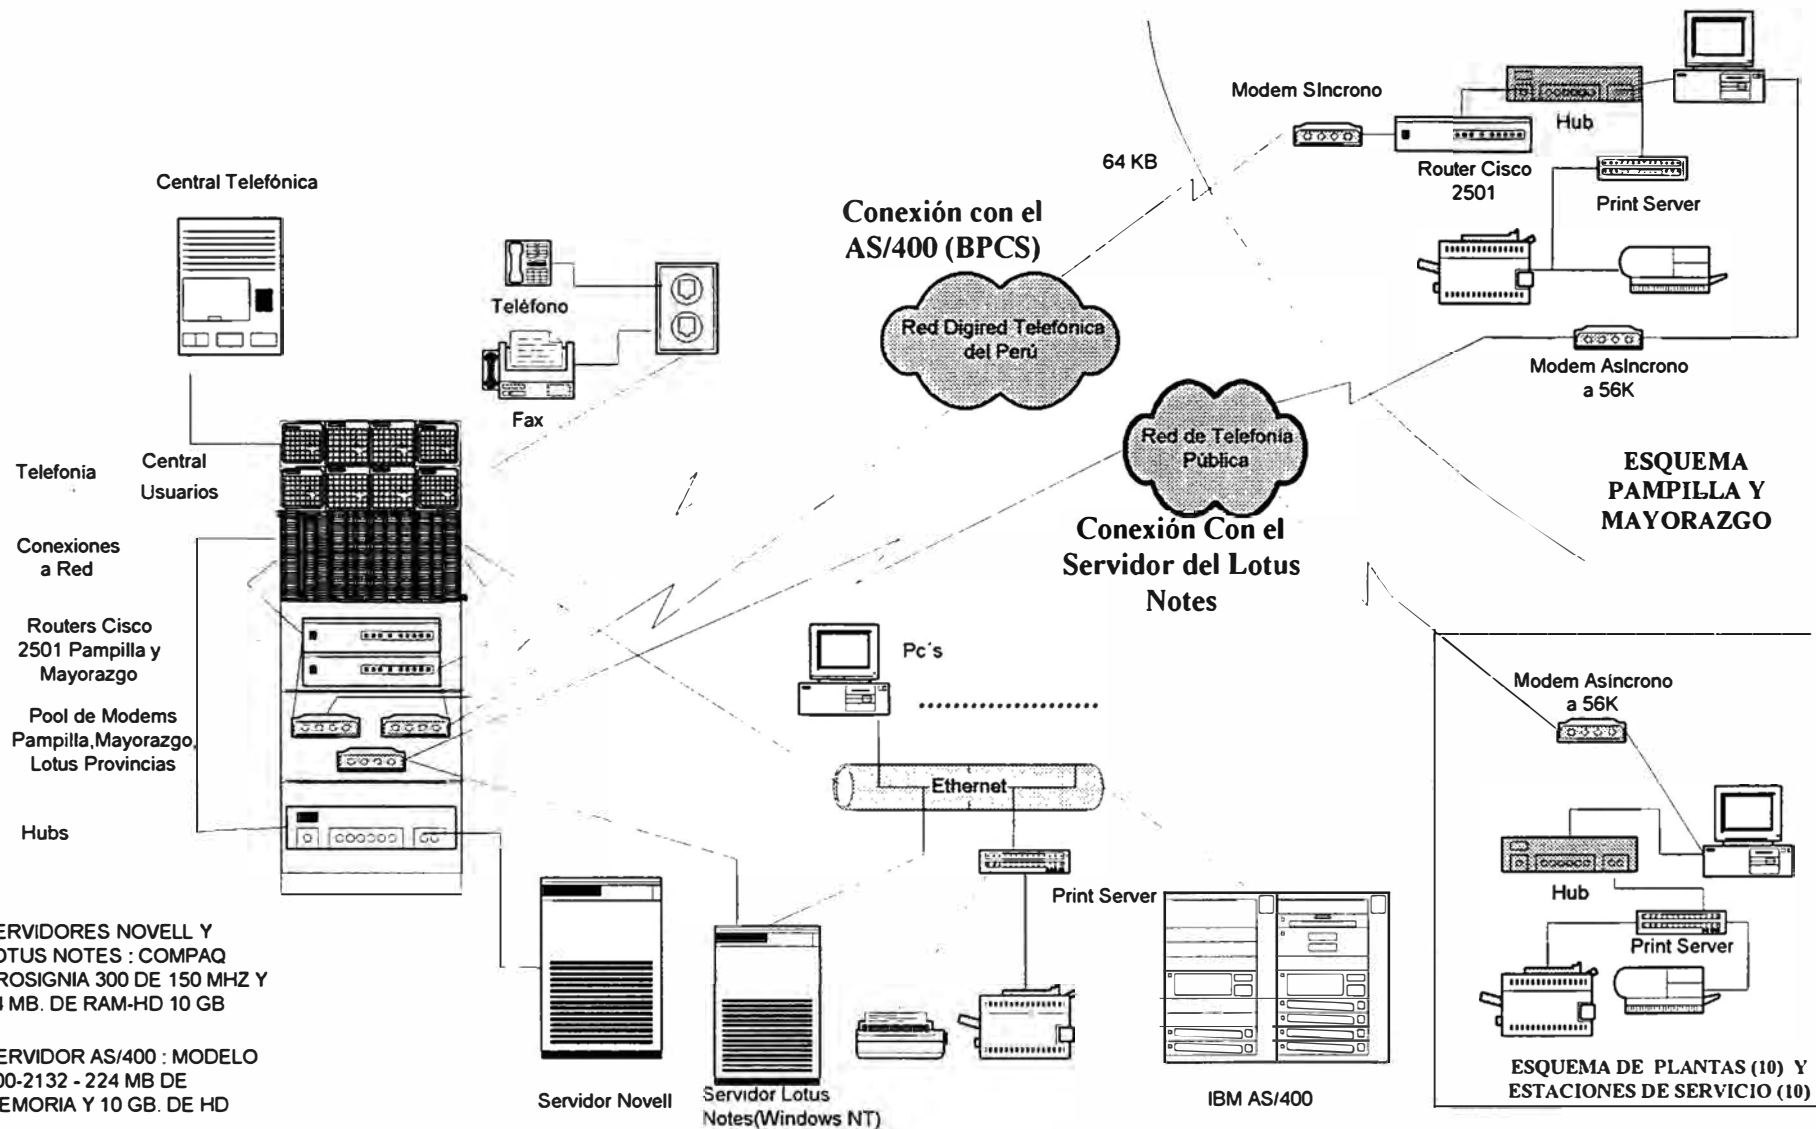 Central Telefónica
Teléfono
Fax
Telefonia
Central
Usuarios
Conexiones
a Red
Routers Cisco
2501 Pampilla y
Mayorazgo
Pool de Modems
Pampilla,Mayorazgo,
Lotus Provincias
Hubs
ERVIDORES NOVELL Y
OTUS NOTES : COMPAQ
ROSIGNIA 300 DE 150 MHZ Y
4 MB. DE RAM-HD 10 GB
ERVIDOR AS/400 : MODELO
00-2132 - 224 MB DE
EMORIA Y 10 GB. DE HD
Conexión con el
AS/400 (BPCS)
Red Digired Telefónica
del Perú
64 KB
Modem Síncrono
Hub
Router Cisco
2501
Print Server
Modem Asíncrono
a 56K
Red de Telefonía
Pública
Conexión Con el
Servidor del Lotus
Notes
ESQUEMA
PAMPILLA Y
MAYORAZGO
Pc´s
Ethernet
Print Server
Servidor Novell
Servidor Lotus
Notes(Windows NT)
IBM AS/400
Modem Asíncrono
a 56K
Hub
Print Server
ESQUEMA DE PLANTAS (10) Y
ESTACIONES DE SERVICIO (10)